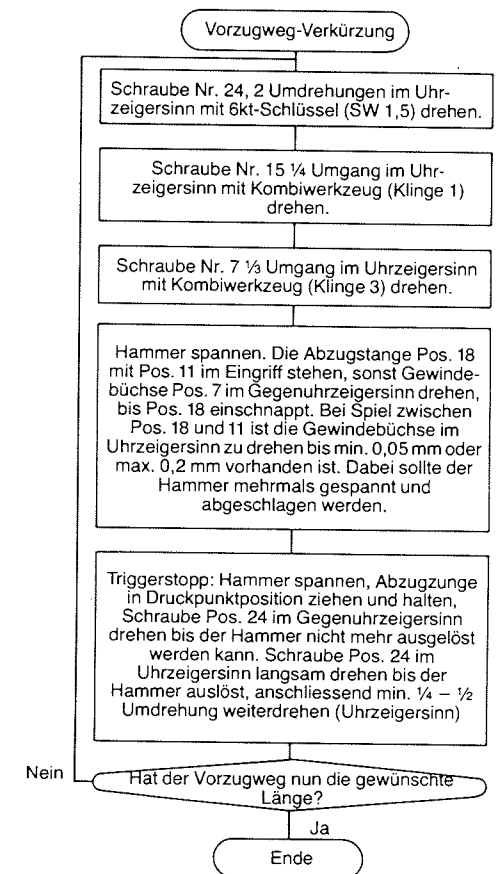 Vorzugweg-Verkürzung
Schraube Nr. 24, 2 Umdrehungen im Uhr-
zeigersinn mit 6kt-Schlüssel (SW 1,5) drehen.
Schraube Nr. 15 ¼ Umgang im Uhr-
zeigersinn mit Kombiwerkzeug (Klinge 1)
drehen.
Schraube Nr. 7 ⅓ Umgang im Uhrzeigersinn
mit Kombiwerkzeug (Klinge 3) drehen.
Hammer spannen. Die Abzugstange Pos. 18
mit Pos. 11 im Eingriff stehen, sonst Gewinde-
büchse Pos. 7 im Gegenuhrzeigersinn drehen,
bis Pos. 18 einschnappt. Bei Spiel zwischen
Pos. 18 und 11 ist die Gewindebüchse im
Uhrzeigersinn zu drehen bis min. 0,05 mm oder
max. 0,2 mm vorhanden ist. Dabei sollte der
Hammer mehrmals gespannt und
abgeschlagen werden.
Triggerstopp: Hammer spannen, Abzugzunge
in Druckpunktposition ziehen und halten,
Schraube Pos. 24 im Gegenuhrzeigersinn
drehen bis der Hammer nicht mehr ausgelöst
werden kann. Schraube Pos. 24 im
Uhrzeigersinn langsam drehen bis der
Hammer auslöst, anschliessend min. ¼ – ½
Umdrehung weiterdrehen (Uhrzeigersinn)
Nein
Hat der Vorzugweg nun die gewünschte
Länge?
Ja
Ende